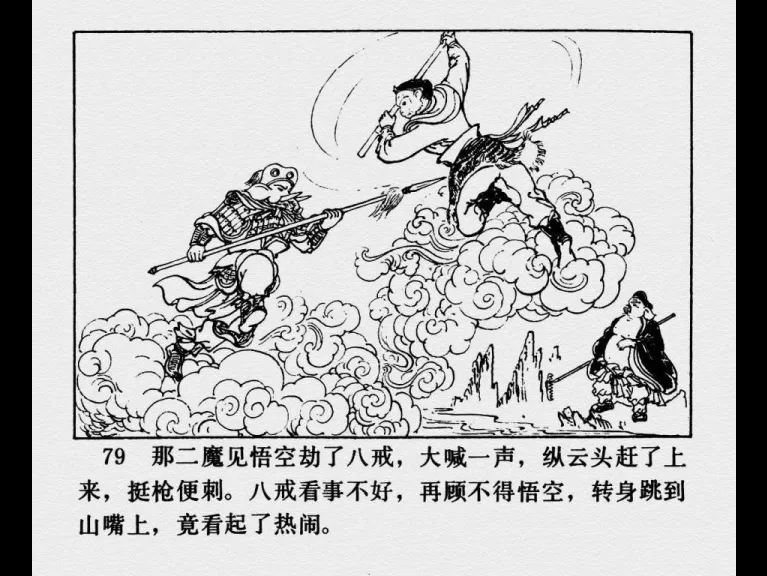 79 那二魔见悟空劫了八戒，大喊一声，纵云头赶了上
来，挺枪便刺。八戒看事不好，再顾不得悟空，转身跳到
山嘴上，竟看起了热闹。